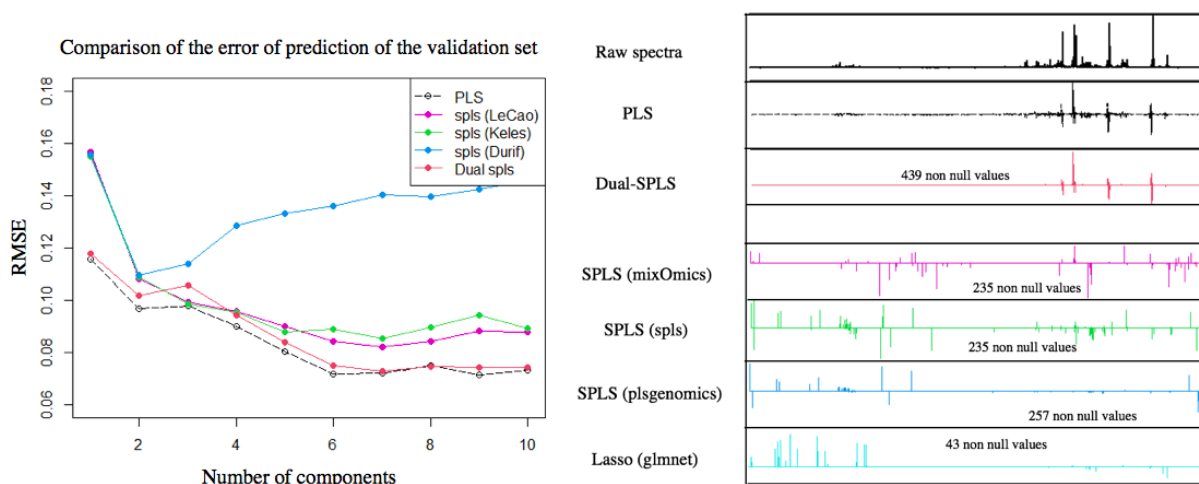 Comparison of the error of prediction of the validation set
RMSE
0.18
0.16
0.14
0.12
0.10
0.08
0.06
PLS
spls (LeCao)
spls (Keles)
spls (Durif)
Dual spls
2
4
6
8
10
Number of components
Raw spectra
PLS
Dual-SPLS
439 non null values
SPLS (mixOmics)
235 non null values
SPLS (spls)
235 non null values
SPLS (plsgenomics)
257 non null values
Lasso (glmnet)
43 non null values